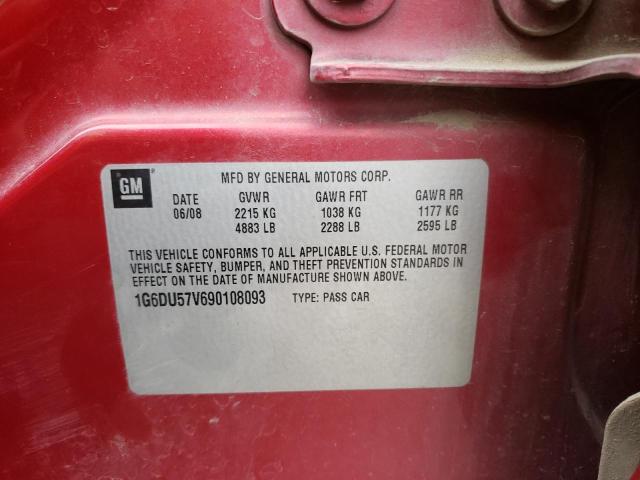 MFD BY GENERAL MOTORS CORP.
GM
DATE GVWR GAWR FRT GAWR RR
06/08 2215 KG 1038 KG 1177 KG
4883 LB 2288 LB 2595 LB
THIS VEHICLE CONFORMS TO ALL APPLICABLE U.S. FEDERAL MOTOR
VEHICLE SAFETY, BUMPER, AND THEFT PREVENTION STANDARDS IN
EFFECT ON THE DATE OF MANUFACTURE SHOWN ABOVE.
1G6DU57V690108093 TYPE: PASS CAR